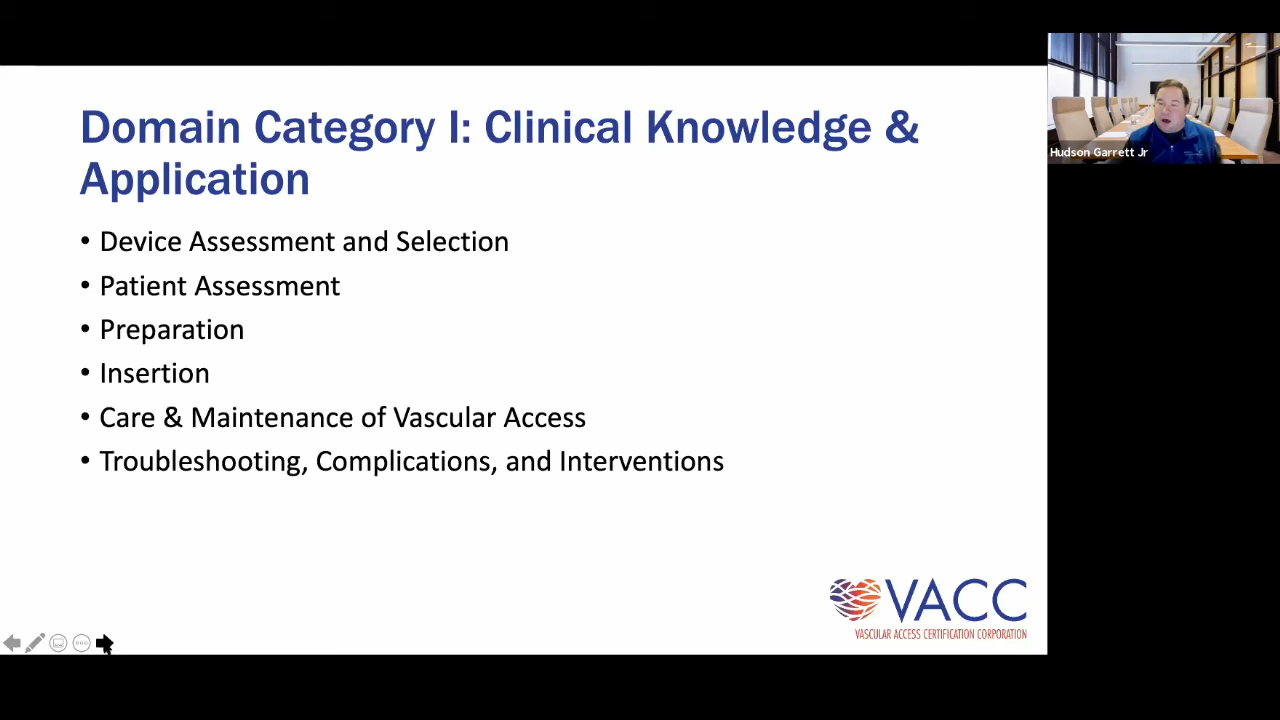 Domain Category I: Clinical Knowledge &
Application
• Device Assessment and Selection
• Patient Assessment
• Preparation
• Insertion
• Care & Maintenance of Vascular Access
• Troubleshooting, Complications, and Interventions
VACC
VASCULAR ACCESS CERTIFICATION CORPORATION
Hudson Garrett Jr